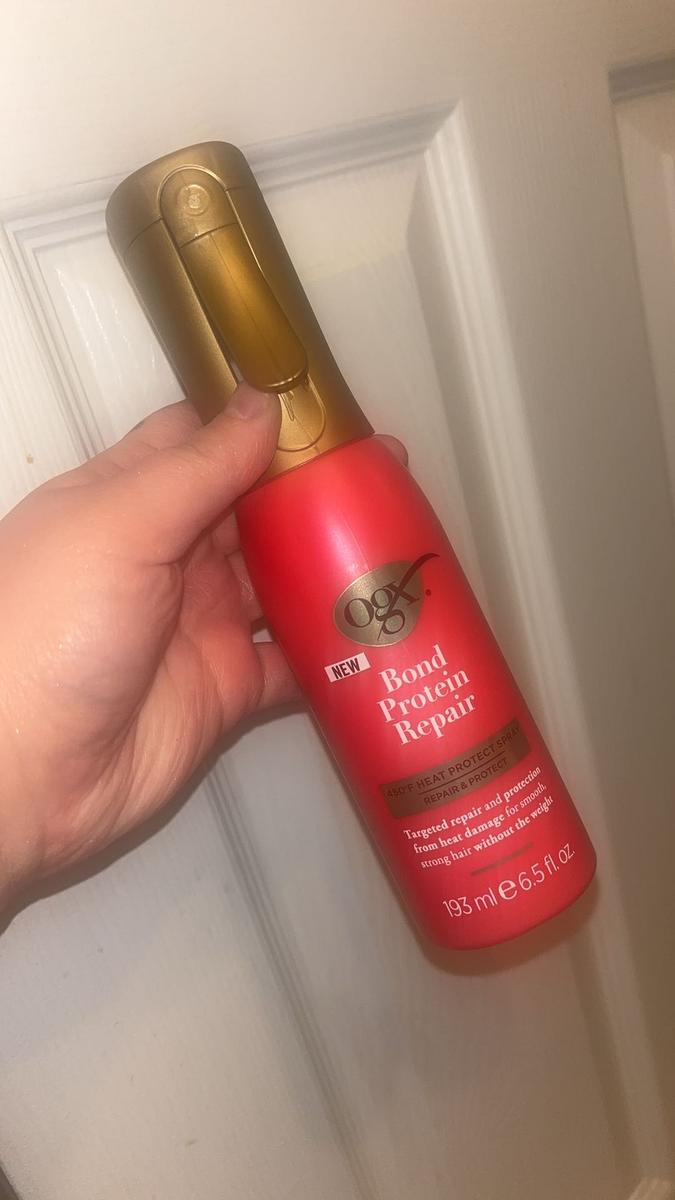 ogx
NEW
Bond
Protein
Repair
450°F HEAT PROTECT SPRAY
REPAIR & PROTECT
Targeted repair and protection
from heat damage for smooth,
strong hair without the weight
193 ml e 6.5 fl. oz.